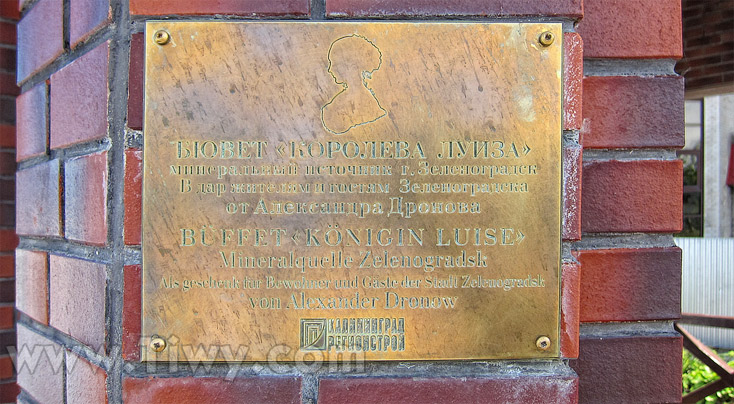 БЮВЕТ «КОРОЛЕВА ЛУИЗА»
минеральный источник г. Зеленоградск
В дар жителям и гостям Зеленоградска
от Александра Дронова
BÜFFET «KÖNIGIN LUISE»
Mineralquelle Zelenogradsk
Als geschenk für Bewohner und Gäste der Stadt Zelenogradsk
von Alexander Dronow
КАЛИНИНГРАД
РЕГИОНСТРОЙ
www.tiwy.com